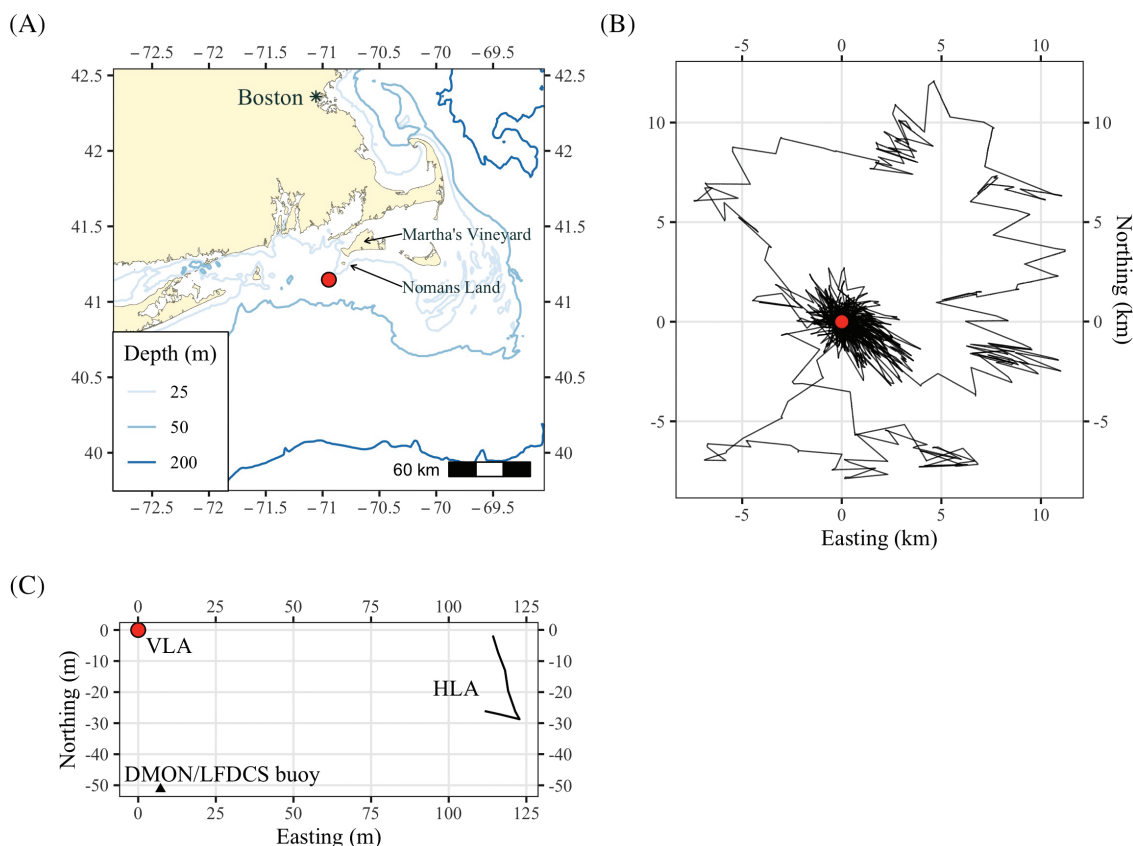 (A)
−72.5 −72 −71.5 −71 −70.5 −70 −69.5
42.5 42.5
Boston
42 42
41.5 41.5
Martha's Vineyard
Nomans Land
41 41
Depth (m)
25
50
200
40.5 40.5
40 40
60 km
−72.5 −72 −71.5 −71 −70.5 −70 −69.5
(B)
-5 0 5 10
10 10
5 5
0 0
-5 -5
Northing (km)
-5 0 5 10
Easting (km)
(C)
0 25 50 75 100 125
0 0
VLA
-10 -10
HLA
-20 -20
-30 -30
-40 -40
DMON/LFDCS buoy
-50 -50
Northing (m)
0 25 50 75 100 125
Easting (m)